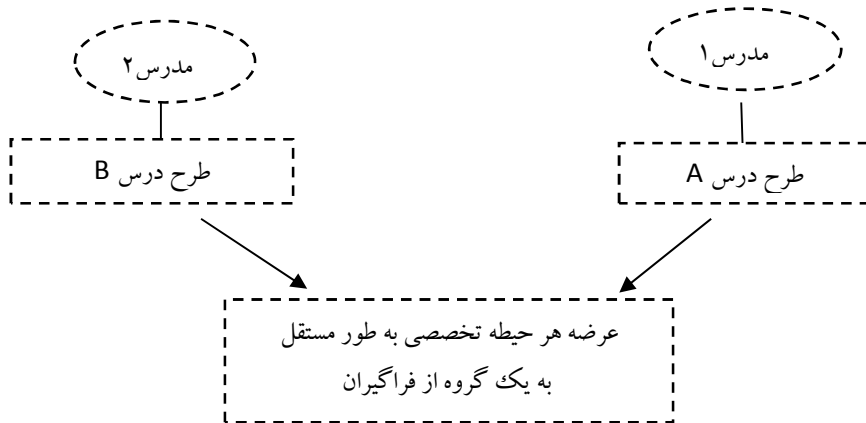 مدرس۱
مدرس۲
طرح درس A
طرح درس B
عرضه هر حیطه تخصصی به طور مستقل
به یک گروه از فراگیران